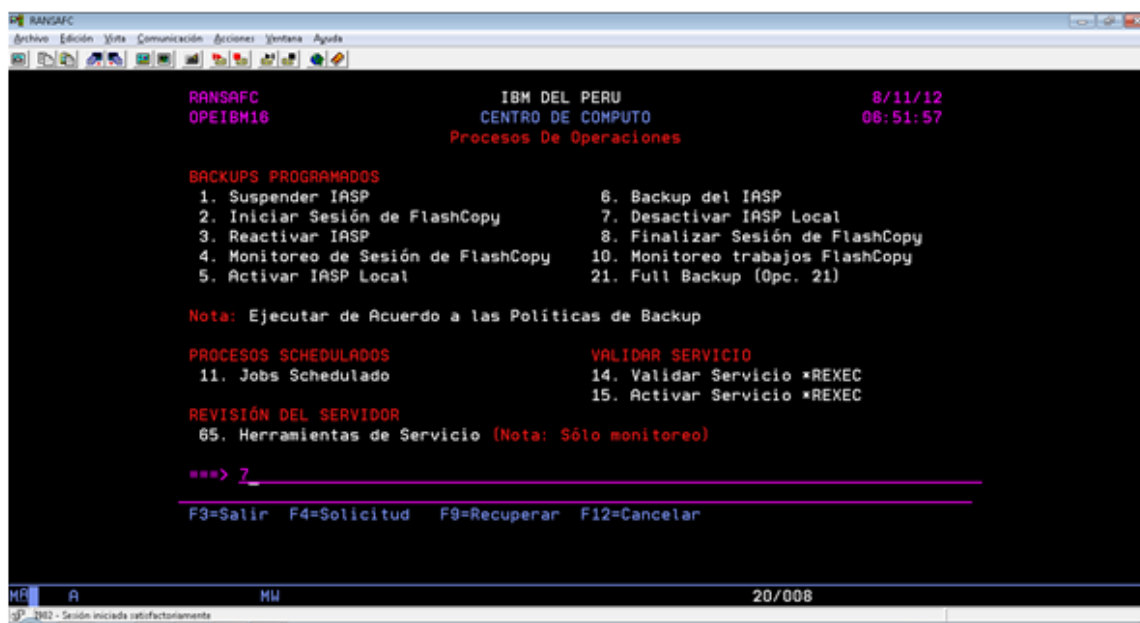 RANSAFC
Archivo Edición Vista Comunicación Acciones Ventana Ayuda
RANSAFC IBM DEL PERU 8/11/12
OPEIBM16 CENTRO DE COMPUTO 06:51:57
Procesos De Operaciones
BACKUPS PROGRAMADOS
1. Suspender IASP 6. Backup del IASP
2. Iniciar Sesión de FlashCopy 7. Desactivar IASP Local
3. Reactivar IASP 8. Finalizar Sesión de FlashCopy
4. Monitoreo de Sesión de FlashCopy 10. Monitoreo trabajos FlashCopy
5. Activar IASP Local 21. Full Backup (Opc. 21)
Nota: Ejecutar de Acuerdo a las Políticas de Backup
PROCESOS SCHEDULADOS VALIDAR SERVICIO
11. Jobs Schedulado 14. Validar Servicio *REXEC
15. Activar Servicio *REXEC
REVISIÓN DEL SERVIDOR
65. Herramientas de Servicio (Nota: Sólo monitoreo)
===> 7
F3=Salir F4=Solicitud F9=Recuperar F12=Cancelar
MA A MW 20/008
I902 - Sesión iniciada satisfactoriamente